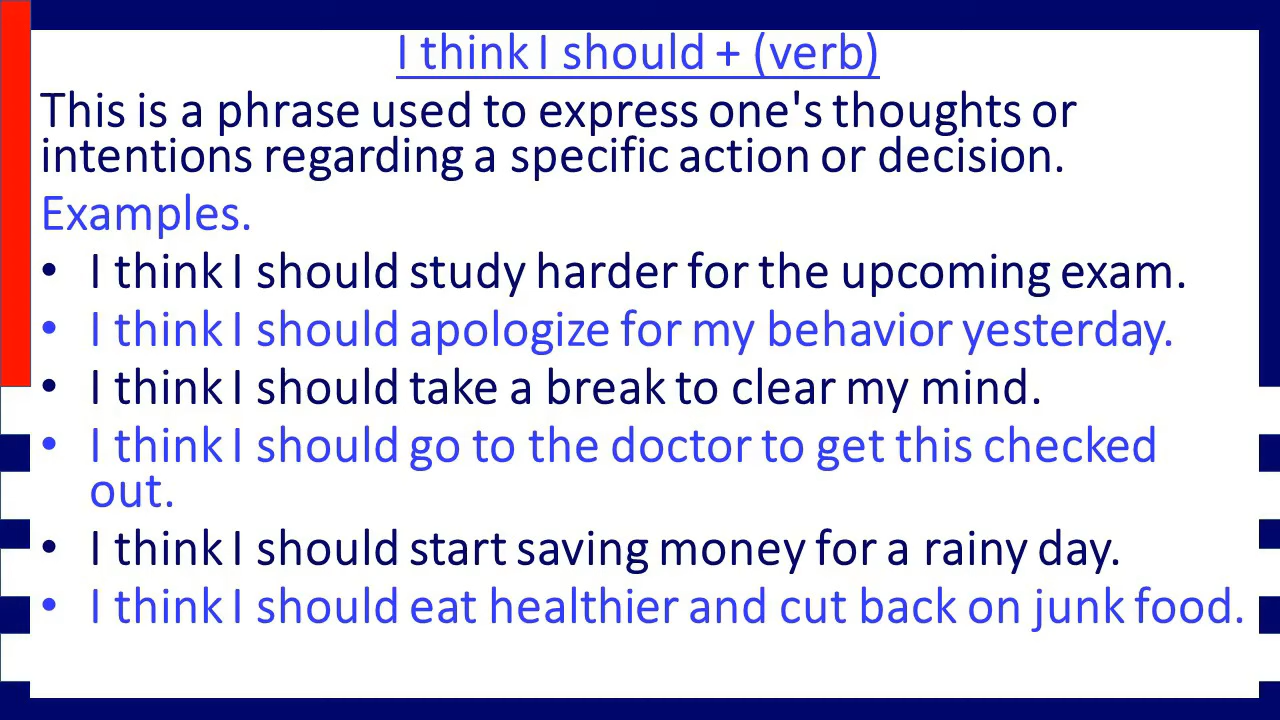 I think I should + (verb)
This is a phrase used to express one's thoughts or
intentions regarding a specific action or decision.
Examples.
• I think I should study harder for the upcoming exam.
• I think I should apologize for my behavior yesterday.
• I think I should take a break to clear my mind.
• I think I should go to the doctor to get this checked
out.
• I think I should start saving money for a rainy day.
• I think I should eat healthier and cut back on junk food.